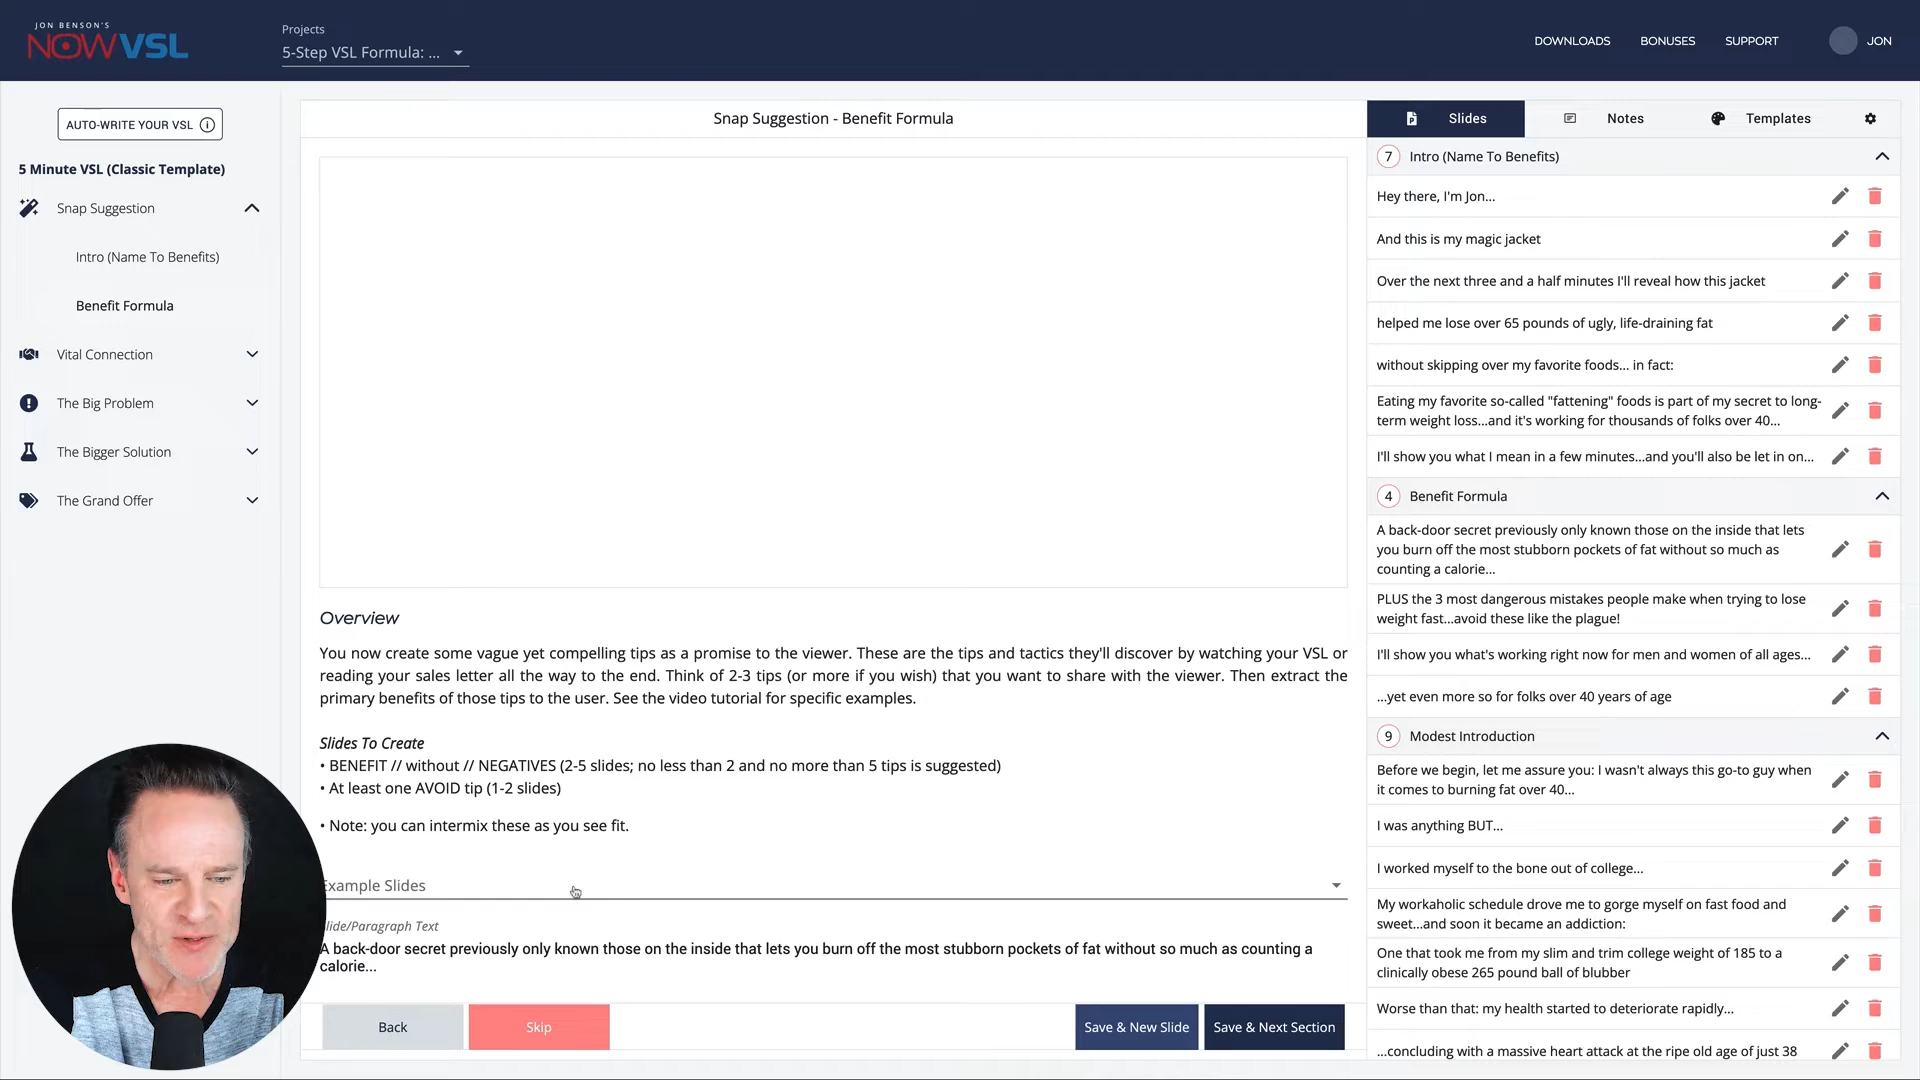 JON BENSON'S
NOWVSL
Projects
5-Step VSL Formula: ...
DOWNLOADS
BONUSES
SUPPORT
JON
AUTO-WRITE YOUR VSL
5 Minute VSL (Classic Template)
Snap Suggestion
Intro (Name To Benefits)
Benefit Formula
Vital Connection
The Big Problem
The Bigger Solution
The Grand Offer
Snap Suggestion - Benefit Formula
Overview
You now create some vague yet compelling tips as a promise to the viewer. These are the tips and tactics they'll discover by watching your VSL or
reading your sales letter all the way to the end. Think of 2-3 tips (or more if you wish) that you want to share with the viewer. Then extract the
primary benefits of those tips to the user. See the video tutorial for specific examples.
Slides To Create
• BENEFIT // without // NEGATIVES (2-5 slides; no less than 2 and no more than 5 tips is suggested)
• At least one AVOID tip (1-2 slides)
• Note: you can intermix these as you see fit.
Example Slides
Slide/Paragraph Text
A back-door secret previously only known those on the inside that lets you burn off the most stubborn pockets of fat without so much as counting a
calorie...
Back
Skip
Save & New Slide
Save & Next Section
Slides
Notes
Templates
7 Intro (Name To Benefits)
Hey there, I'm Jon...
And this is my magic jacket
Over the next three and a half minutes I'll reveal how this jacket
helped me lose over 65 pounds of ugly, life-draining fat
without skipping over my favorite foods... in fact:
Eating my favorite so-called "fattening" foods is part of my secret to long-
term weight loss...and it's working for thousands of folks over 40...
I'll show you what I mean in a few minutes...and you'll also be let in on...
4 Benefit Formula
A back-door secret previously only known those on the inside that lets
you burn off the most stubborn pockets of fat without so much as
counting a calorie...
PLUS the 3 most dangerous mistakes people make when trying to lose
weight fast...avoid these like the plague!
I'll show you what's working right now for men and women of all ages...
...yet even more so for folks over 40 years of age
9 Modest Introduction
Before we begin, let me assure you: I wasn't always this go-to guy when
it comes to burning fat over 40...
I was anything BUT...
I worked myself to the bone out of college...
My workaholic schedule drove me to gorge myself on fast food and
sweet...and soon it became an addiction:
One that took me from my slim and trim college weight of 185 to a
clinically obese 265 pound ball of blubber
Worse than that: my health started to deteriorate rapidly...
...concluding with a massive heart attack at the ripe old age of just 38